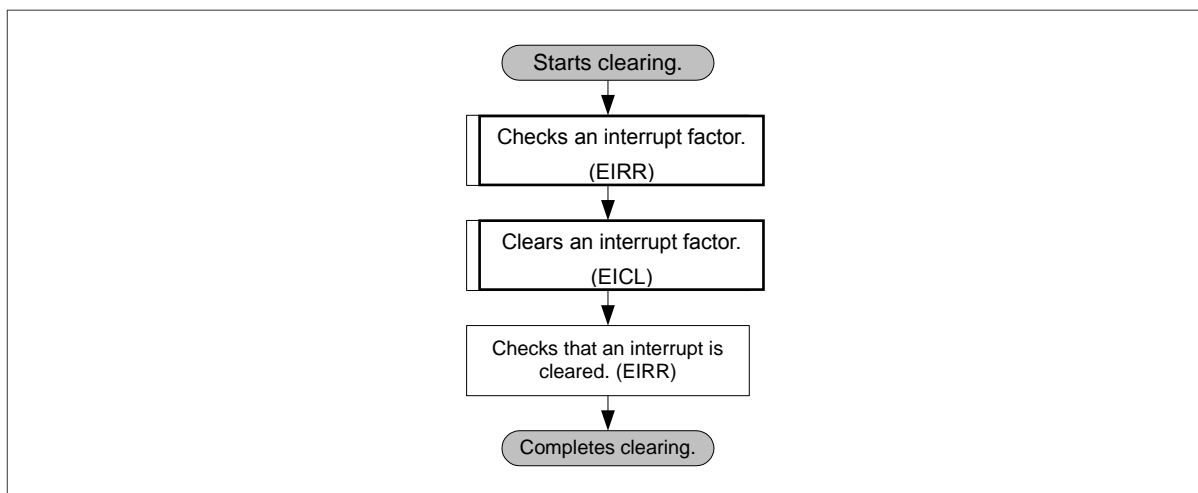 Starts clearing.
Checks an interrupt factor.
(EIRR)
Clears an interrupt factor.
(EICL)
Checks that an interrupt is
cleared. (EIRR)
Completes clearing.